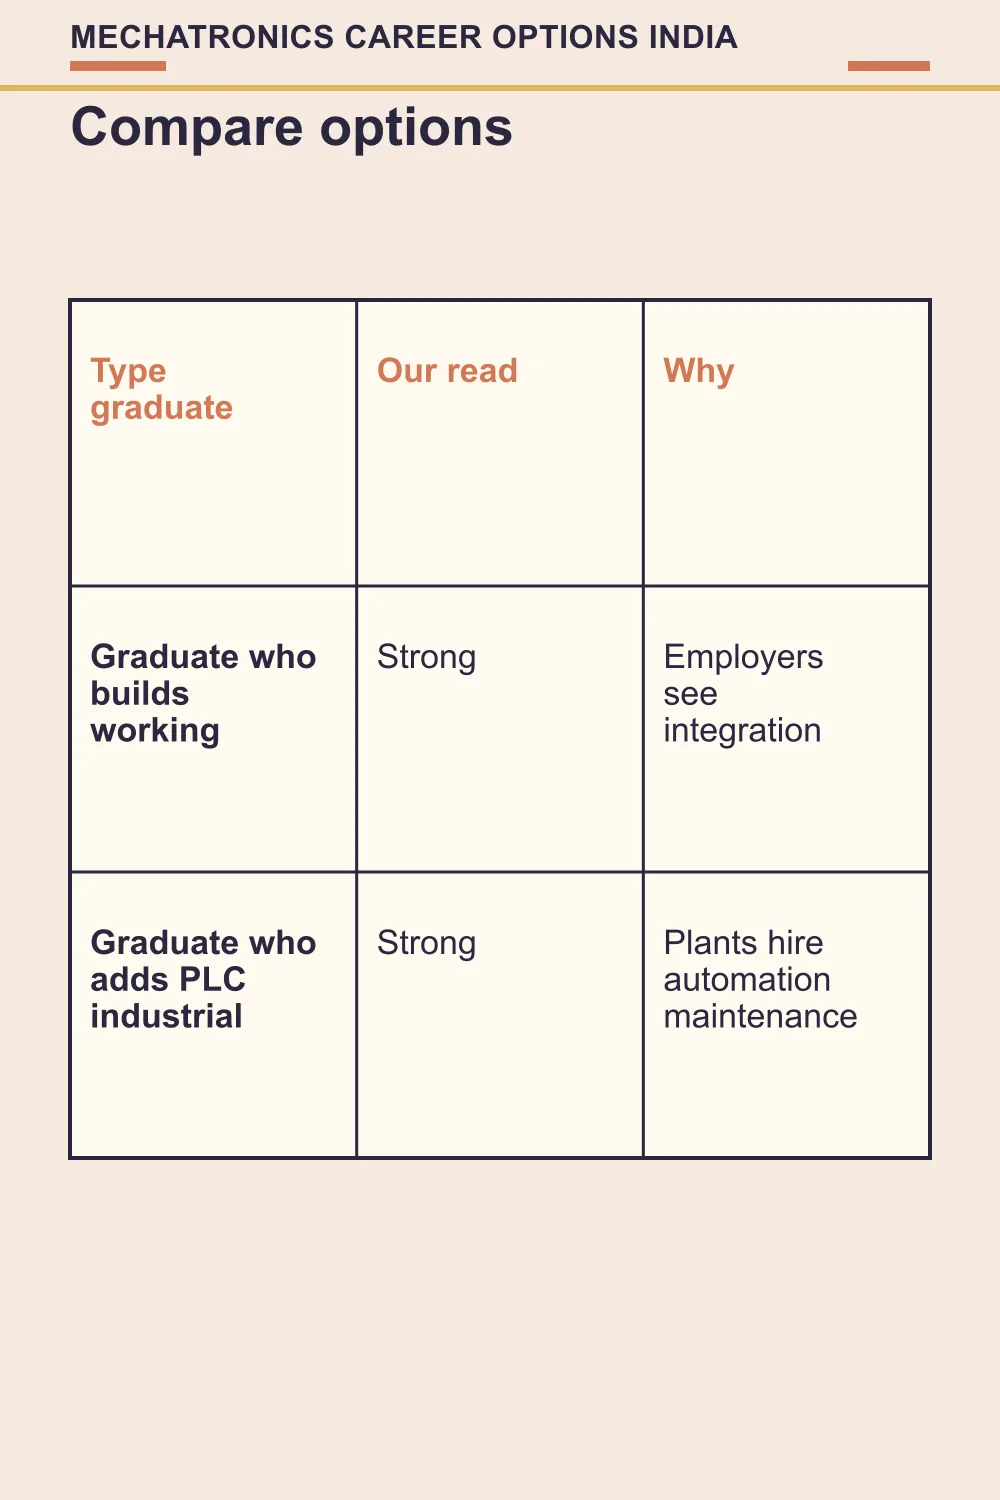 MECHATRONICS CAREER OPTIONS INDIA
Compare options
Type
graduate
Our read
Why
Graduate who
builds
working
Strong
Employers
see
integration
Graduate who
adds PLC
industrial
Strong
Plants hire
automation
maintenance